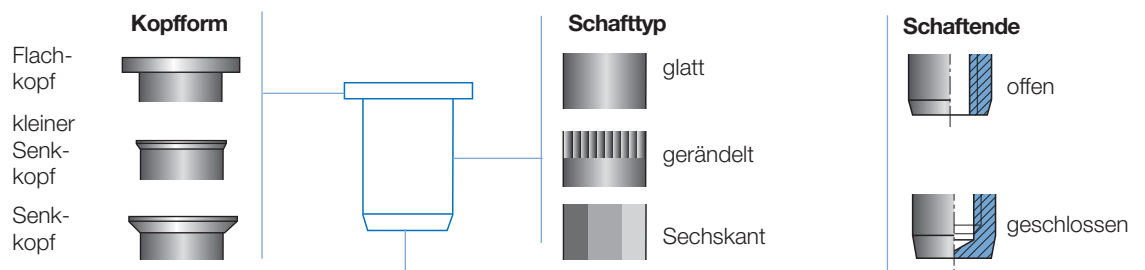 Kopfform
Flach-
kopf
kleiner
Senk-
kopf
Senk-
kopf
Schafttyp
glatt
gerändelt
Sechskant
Schaftende
offen
geschlossen